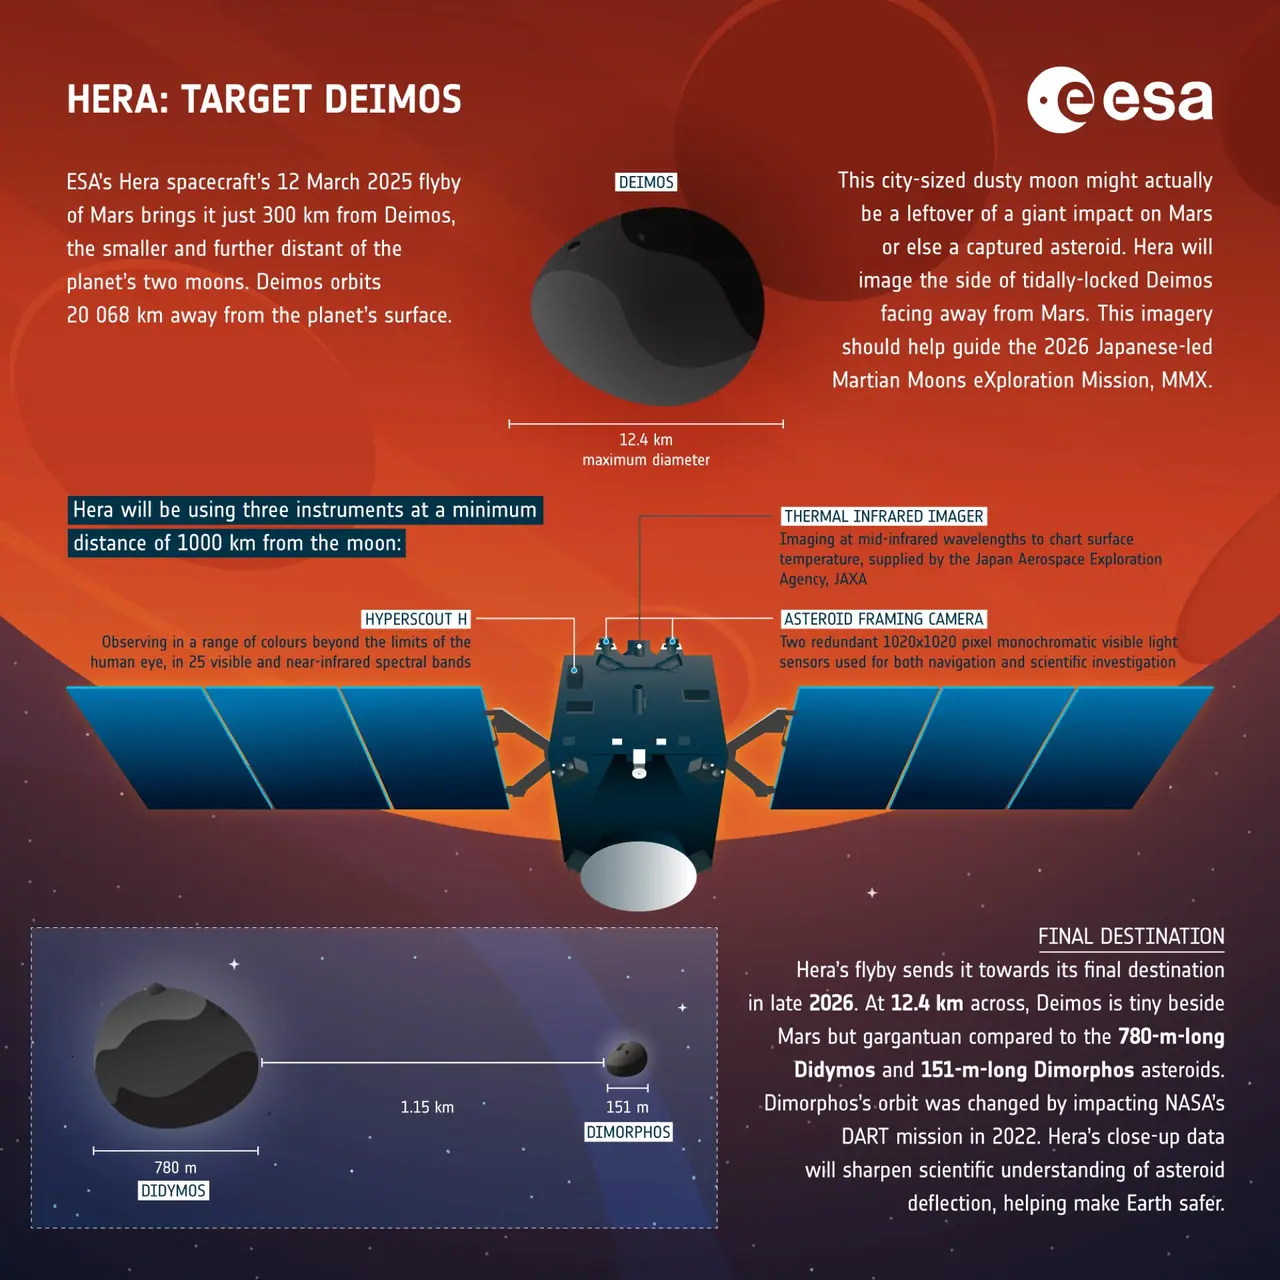 HERA: TARGET DEIMOS
esa
ESA's Hera spacecraft's 12 March 2025 flyby
of Mars brings it just 300 km from Deimos,
the smaller and further distant of the
planet's two moons. Deimos orbits
20 068 km away from the planet's surface.
DEIMOS
12.4 km
maximum diameter
This city-sized dusty moon might actually
be a leftover of a giant impact on Mars
or else a captured asteroid. Hera will
image the side of tidally-locked Deimos
facing away from Mars. This imagery
should help guide the 2026 Japanese-led
Martian Moons eXploration Mission, MMX.
Hera will be using three instruments at a minimum
distance of 1000 km from the moon:
THERMAL INFRARED IMAGER
Imaging at mid-infrared wavelengths to chart surface
temperature, supplied by the Japan Aerospace Exploration
Agency, JAXA
HYPERSCOUT H
Observing in a range of colours beyond the limits of the
human eye, in 25 visible and near-infrared spectral bands
ASTEROID FRAMING CAMERA
Two redundant 1020x1020 pixel monochromatic visible light
sensors used for both navigation and scientific investigation
780 m
DIDYMOS
1.15 km
151 m
DIMORPHOS
FINAL DESTINATION
Hera's flyby sends it towards its final destination
in late 2026. At 12.4 km across, Deimos is tiny beside
Mars but gargantuan compared to the 780-m-long
Didymos and 151-m-long Dimorphos asteroids.
Dimorphos's orbit was changed by impacting NASA's
DART mission in 2022. Hera's close-up data
will sharpen scientific understanding of asteroid
deflection, helping make Earth safer.